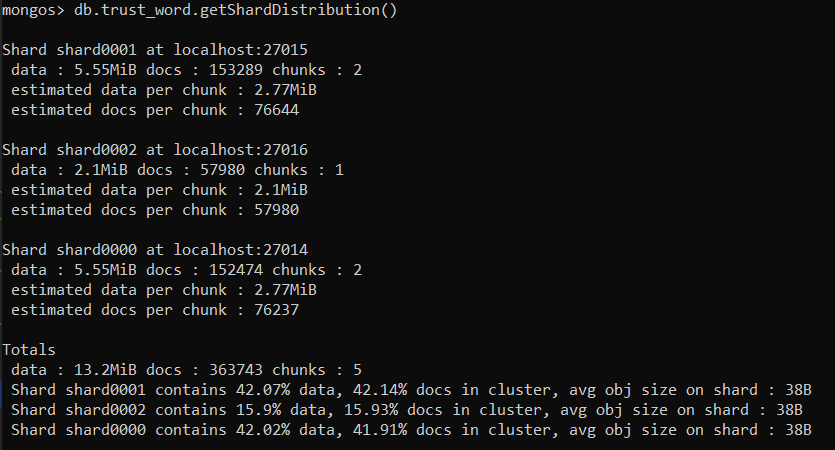 mongos> db.trust_word.getShardDistribution()
Shard shard0001 at localhost:27015
data : 5.55MiB docs : 153289 chunks : 2
estimated data per chunk : 2.77MiB
estimated docs per chunk : 76644
Shard shard0002 at localhost:27016
data : 2.1MiB docs : 57980 chunks : 1
estimated data per chunk : 2.1MiB
estimated docs per chunk : 57980
Shard shard0000 at localhost:27014
data : 5.55MiB docs : 152474 chunks : 2
estimated data per chunk : 2.77MiB
estimated docs per chunk : 76237
Totals
data : 13.2MiB docs : 363743 chunks : 5
Shard shard0001 contains 42.07% data, 42.14% docs in cluster, avg obj size on shard : 38B
Shard shard0002 contains 15.9% data, 15.93% docs in cluster, avg obj size on shard : 38B
Shard shard0000 contains 42.02% data, 41.91% docs in cluster, avg obj size on shard : 38B